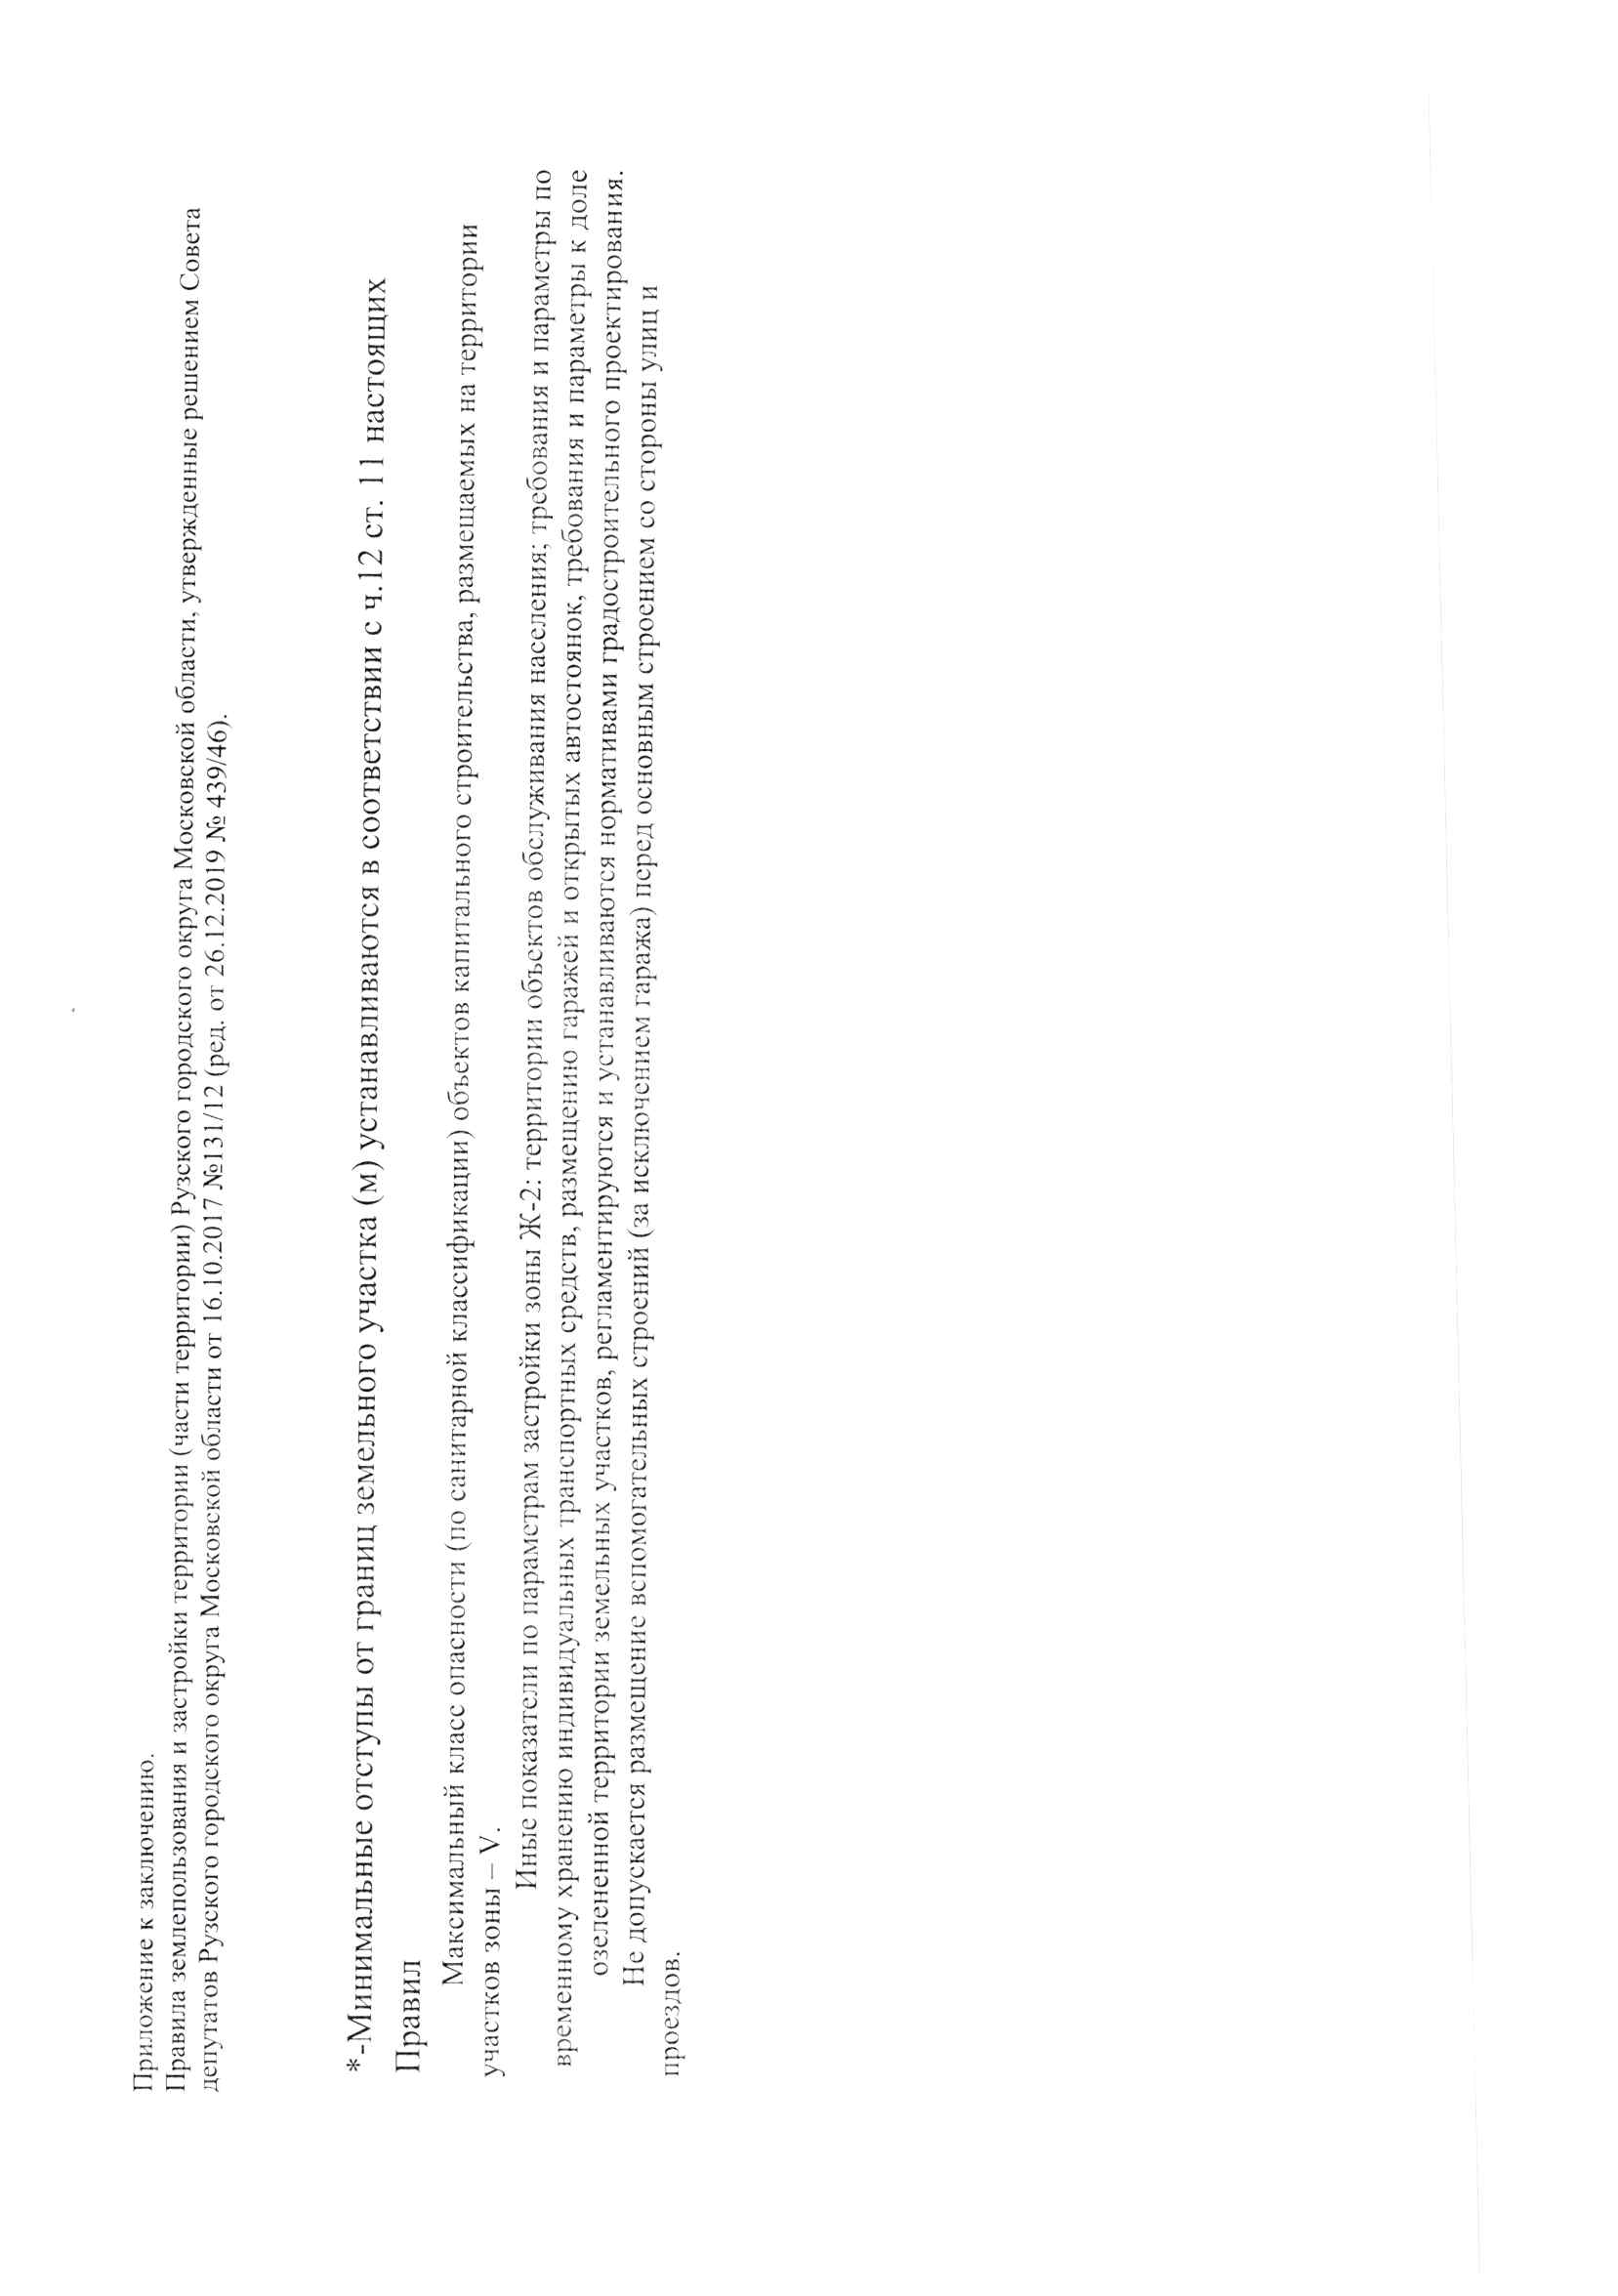 Приложение к заключению.
Правила землепользования и застройки территории (части территории) Рузского городского округа Московской области, утвержденные решением Совета
депутатов Рузского городского округа Московской области от 16.10.2017 №131/12 (ред. от 26.12.2019 № 439/46).
*-Минимальные отступы от границ земельного участка (м) устанавливаются в соответствии с ч.12 ст. 11 настоящих
Правил
Максимальный класс опасности (по санитарной классификации) объектов капитального строительства, размещаемых на территории
участков зоны – V.
Иные показатели по параметрам застройки зоны Ж-2: территории объектов обслуживания населения; требования и параметры по
временному хранению индивидуальных транспортных средств, размещению гаражей и открытых автостоянок, требования и параметры к доле
озелененной территории земельных участков, регламентируются и устанавливаются нормативами градостроительного проектирования.
Не допускается размещение вспомогательных строений (за исключением гаража) перед основным строением со стороны улиц и
проездов.